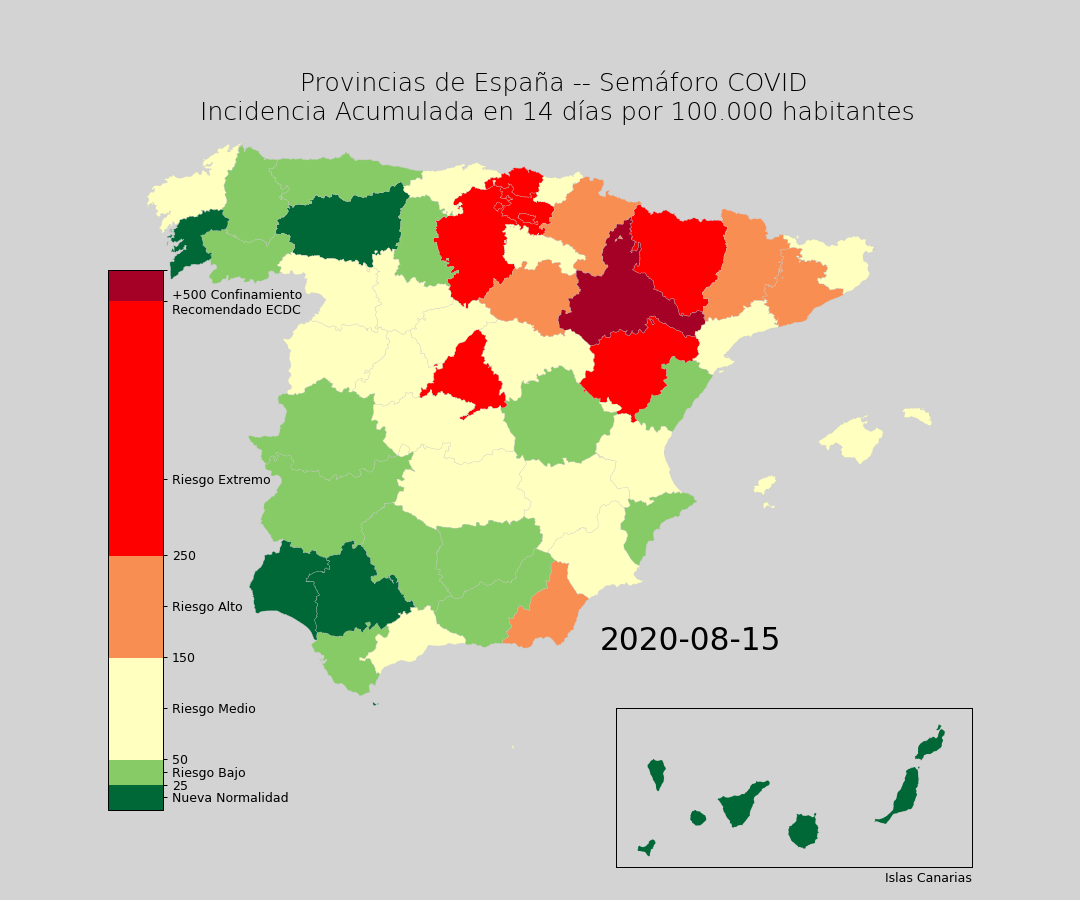 Provincias de España -- Semáforo COVID
Incidencia Acumulada en 14 días por 100.000 habitantes
+500 Confinamiento
Recomendado ECDC
Riesgo Extremo
250
Riesgo Alto
150
Riesgo Medio
50
Riesgo Bajo
25
Nueva Normalidad
2020-08-15
Islas Canarias